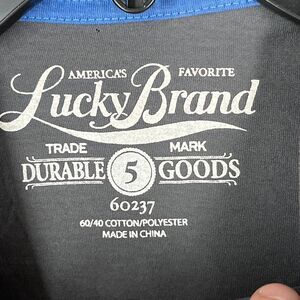 AMERICA'S FAVORITE
Lucky Brand
TRADE MARK
DURABLE 5 GOODS
60237
60/40 COTTON/POLYESTER
MADE IN CHINA